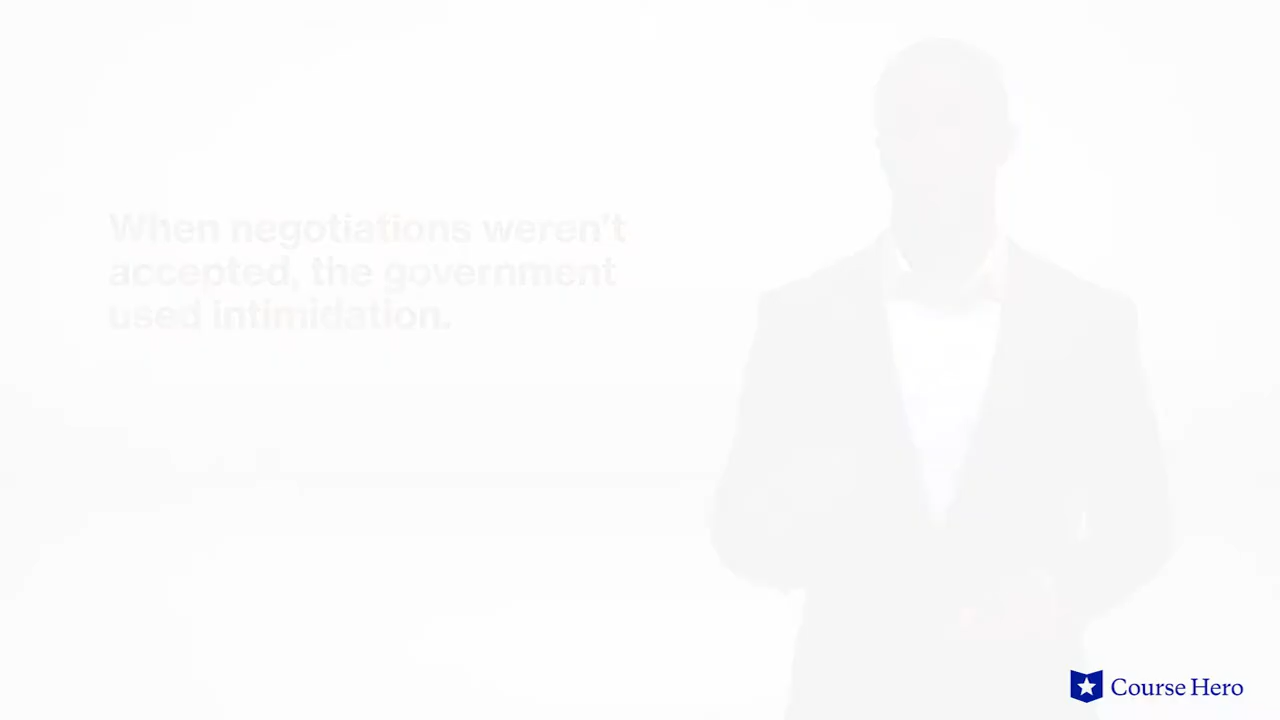 When negotiations weren't
accepted, the government
used intimidation.
Course Hero